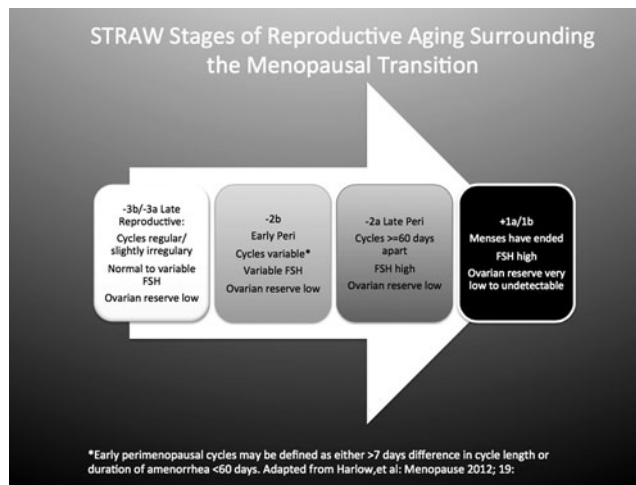 STRAW Stages of Reproductive Aging Surrounding
the Menopausal Transition
-3b/-3a Late
Reproductive:
Cycles regular/
slightly irregulary
Normal to variable
FSH
Ovarian reserve low
-2b
Early Peri
Cycles variable*
Variable FSH
Ovarian reserve low
-2a Late Peri
Cycles >=60 days
apart
FSH high
Ovarian reserve low
+1a/1b
Menses have ended
FSH high
Ovarian reserve very
low to undetectable
*Early perimenopausal cycles may be defined as either >7 days difference in cycle length or
duration of amenorrhea <60 days. Adapted from Harlow,et al: Menopause 2012; 19: